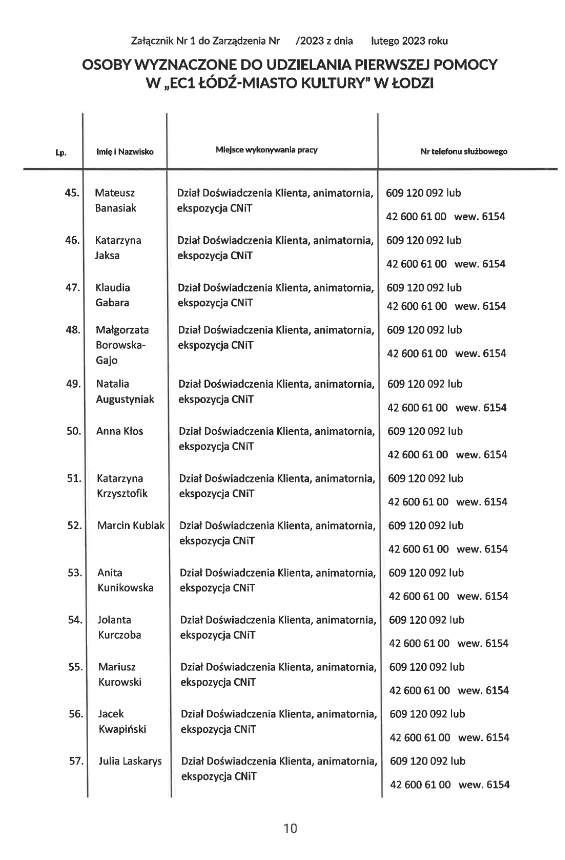 Załącznik Nr 1 do Zarządzenia Nr /2023 z dnia lutego 2023 roku
OSOBY WYZNACZONE DO UDZIELANIA PIERWSZEJ POMOCY
W „EC1 ŁÓDŹ-MIASTO KULTURY” W ŁODZI
Lp. Imię i Nazwisko Miejsce wykonywania pracy Nr telefonu służbowego
45. Mateusz Dział Doświadczenia Klienta, animatornia, 609 120 092 lub
Banasiak ekspozycja CNiT
42 600 61 00 wew. 6154
46. Katarzyna Dział Doświadczenia Klienta, animatornia, 609 120 092 lub
Jaksa ekspozycja CNiT
42 600 61 00 wew. 6154
47. Klaudia Dział Doświadczenia Klienta, animatornia, 609 120 092 lub
Gabara ekspozycja CNiT 42 600 61 00 wew. 6154
48. Małgorzata Dział Doświadczenia Klienta, animatornia, 609 120 092 lub
Borowska- ekspozycja CNiT
42 600 61 00 wew. 6154
Gajo
49. Natalia Dział Doświadczenia Klienta, animatornia, 609 120 092 lub
Augustyniak ekspozycja CNiT
42 600 61 00 wew. 6154
50. Anna Kłos Dział Doświadczenia Klienta, animatornia, 609 120 092 lub
ekspozycja CNiT
42 600 61 00 wew. 6154
51. Katarzyna Dział Doświadczenia Klienta, animatornia, 609 120 092 lub
Krzysztofik ekspozycja CNiT
42 600 61 00 wew. 6154
52. Marcin Kubiak Dział Doświadczenia Klienta, animatornia, 609 120 092 lub
ekspozycja CNiT
42 600 61 00 wew. 6154
53. Anita Dział Doświadczenia Klienta, animatornia, 609 120 092 lub
Kunikowska ekspozycja CNiT
42 600 61 00 wew. 6154
54. Jolanta Dział Doświadczenia Klienta, animatornia, 609 120 092 lub
Kurczoba ekspozycja CNiT
42 600 61 00 wew. 6154
55. Mariusz Dział Doświadczenia Klienta, animatornia, 609 120 092 lub
Kurowski ekspozycja CNiT
42 600 61 00 wew. 6154
56. Jacek Dział Doświadczenia Klienta, animatornia, 609 120 092 lub
Kwapiński ekspozycja CNiT
42 600 61 00 wew. 6154
57. Julia Laskarys Dział Doświadczenia Klienta, animatornia, 609 120 092 lub
ekspozycja CNiT
42 600 61 00 wew. 6154
10